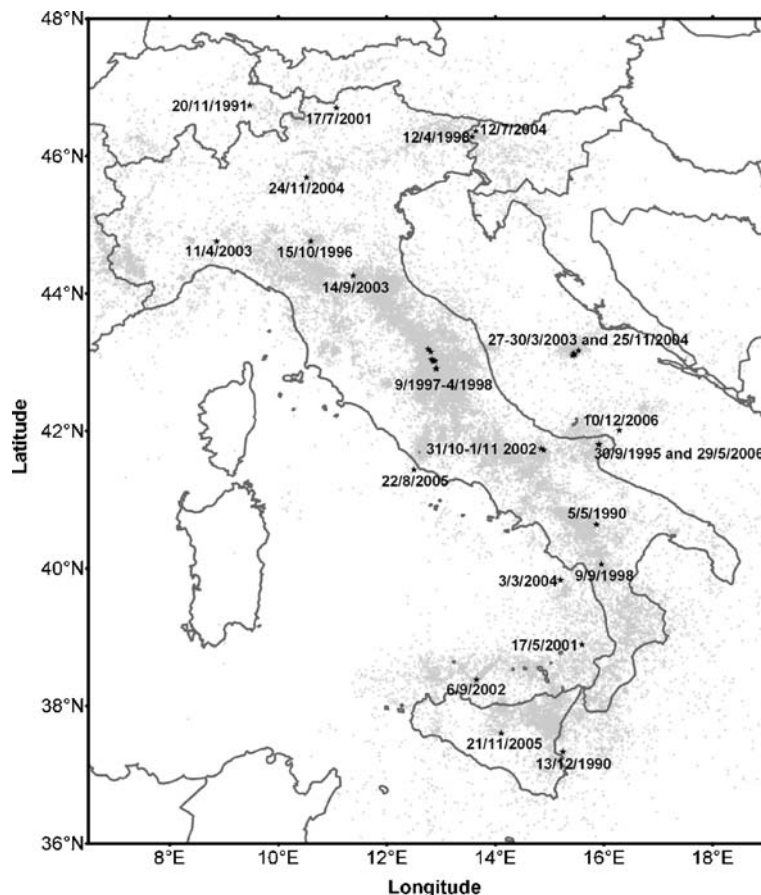 48°N
20/11/1991
17/7/2001
12/4/1998
12/7/2004
46°N
24/11/2004
11/4/2003
15/10/1996
14/9/2003
44°N
27-30/3/2003 and 25/11/2004
9/1997-4/1998
42°N
10/12/2006
31/10-1/11 2002
30/9/1995 and 29/5/2006
22/8/2005
5/5/1990
40°N
9/9/1998
3/3/2004
17/5/2001
38°N
6/9/2002
21/11/2005
13/12/1990
36°N
8°E
10°E
12°E
14°E
16°E
18°E
Latitude
Longitude